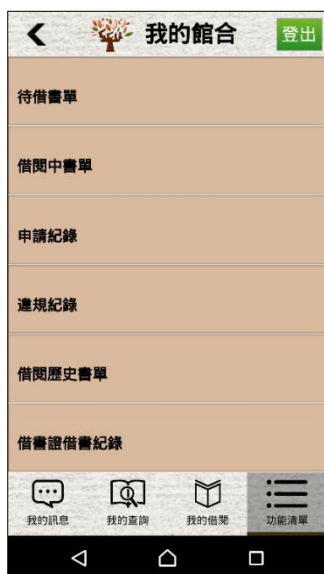 我的館合
登出
待借書單
借閱中書單
申請紀錄
違規紀錄
借閱歷史書單
借書證借書紀錄
我的訊息
我的查詢
我的借閱
功能清單